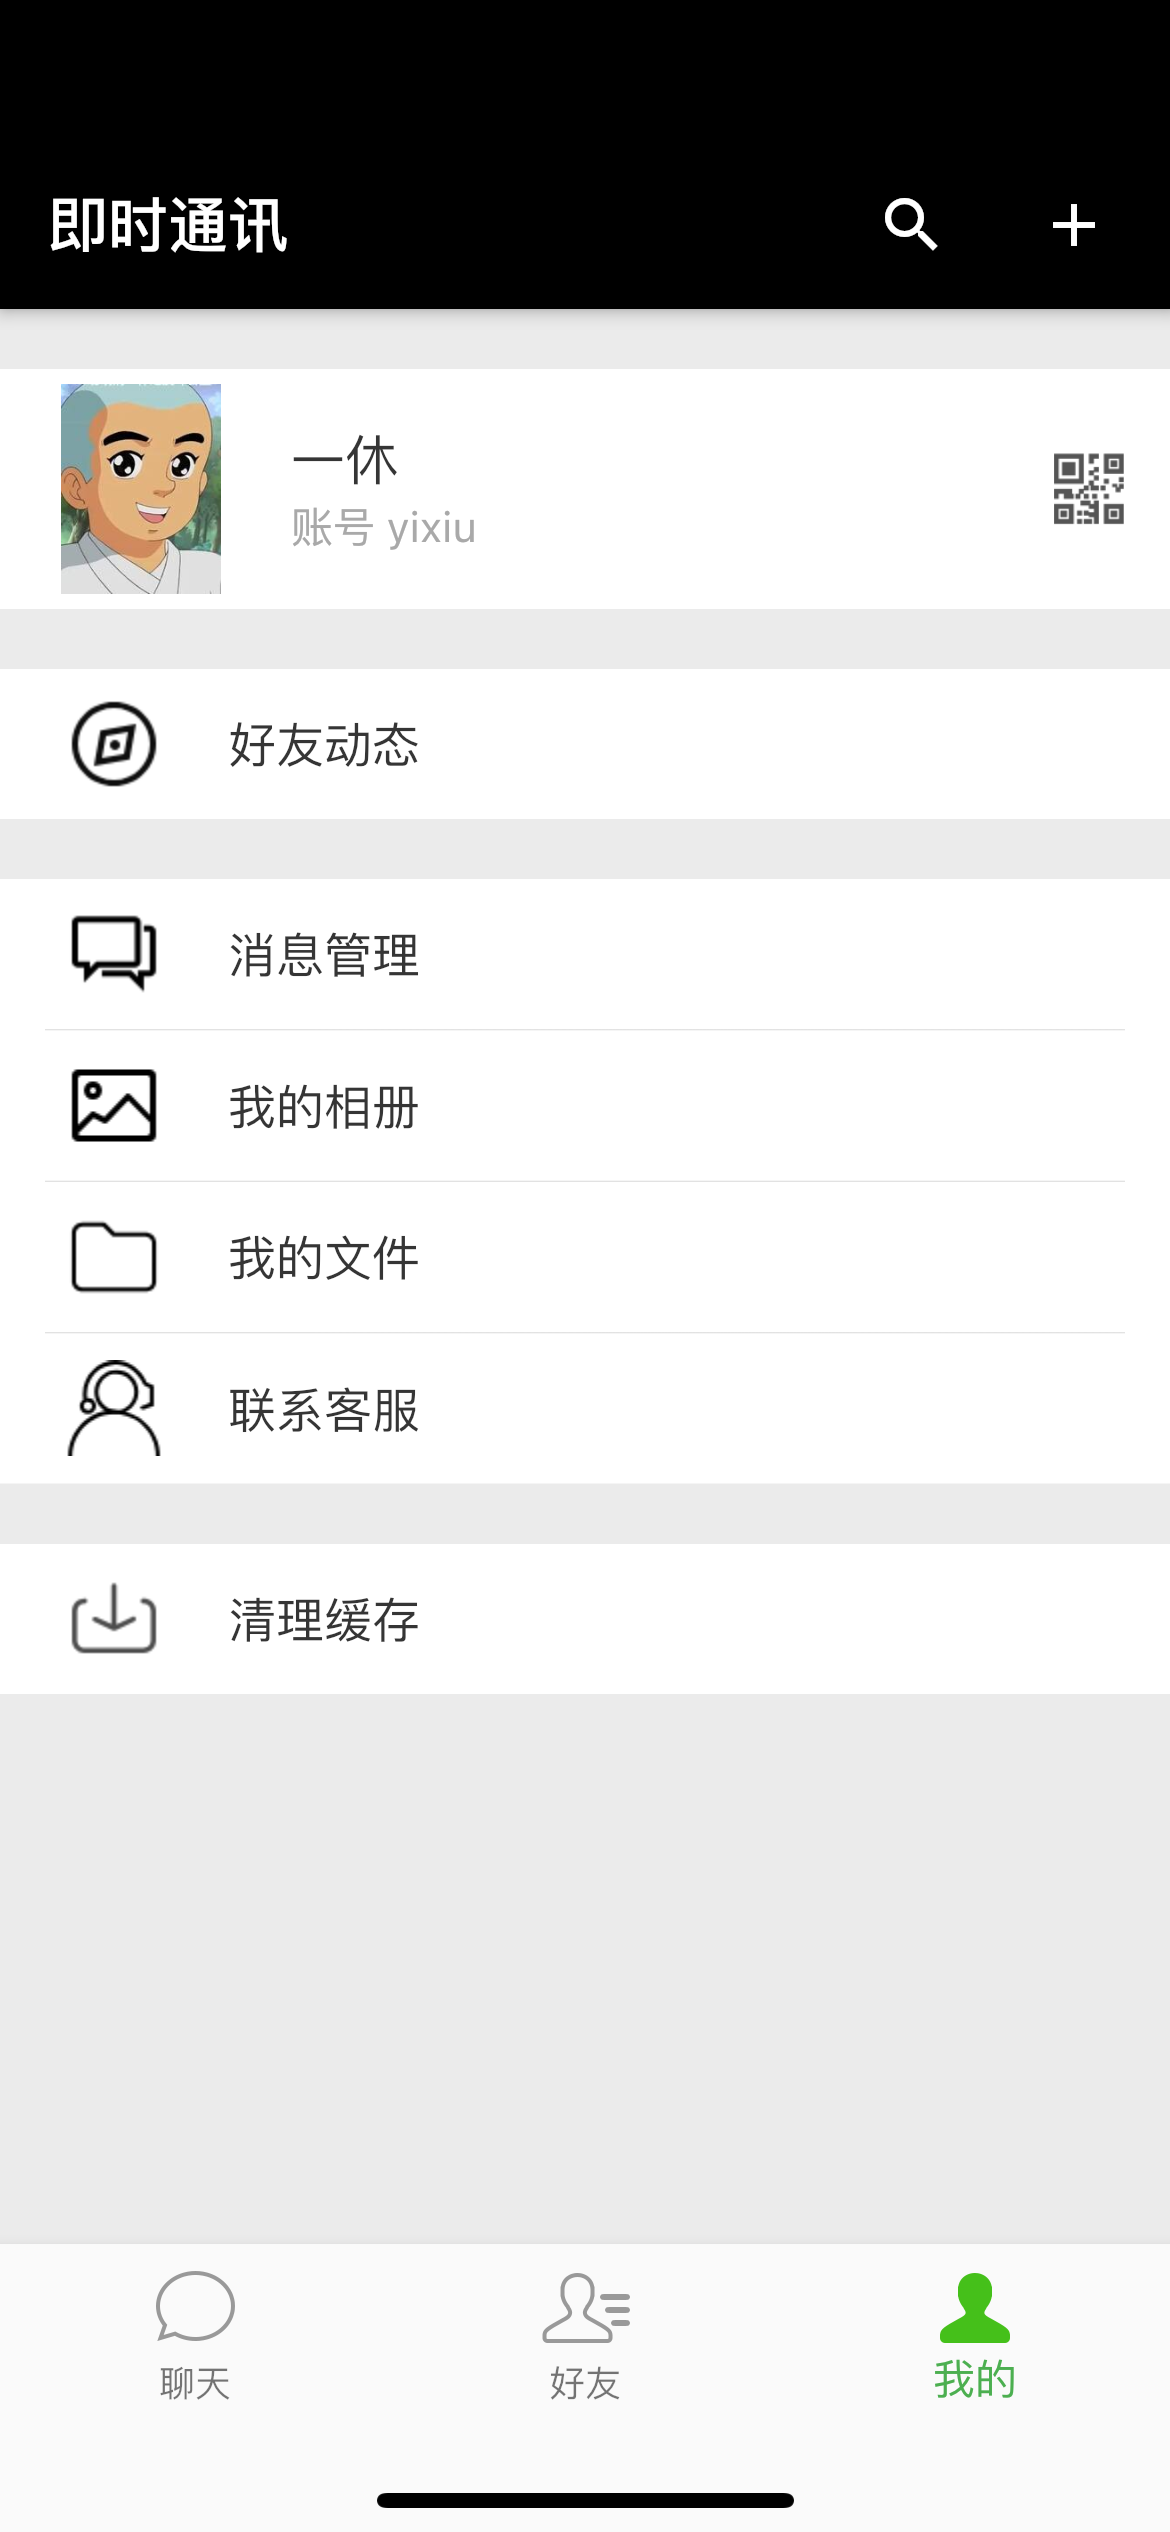 即时通讯
一休
账号 yixiu
好友动态
消息管理
我的相册
我的文件
联系客服
清理缓存
聊天
好友
我的